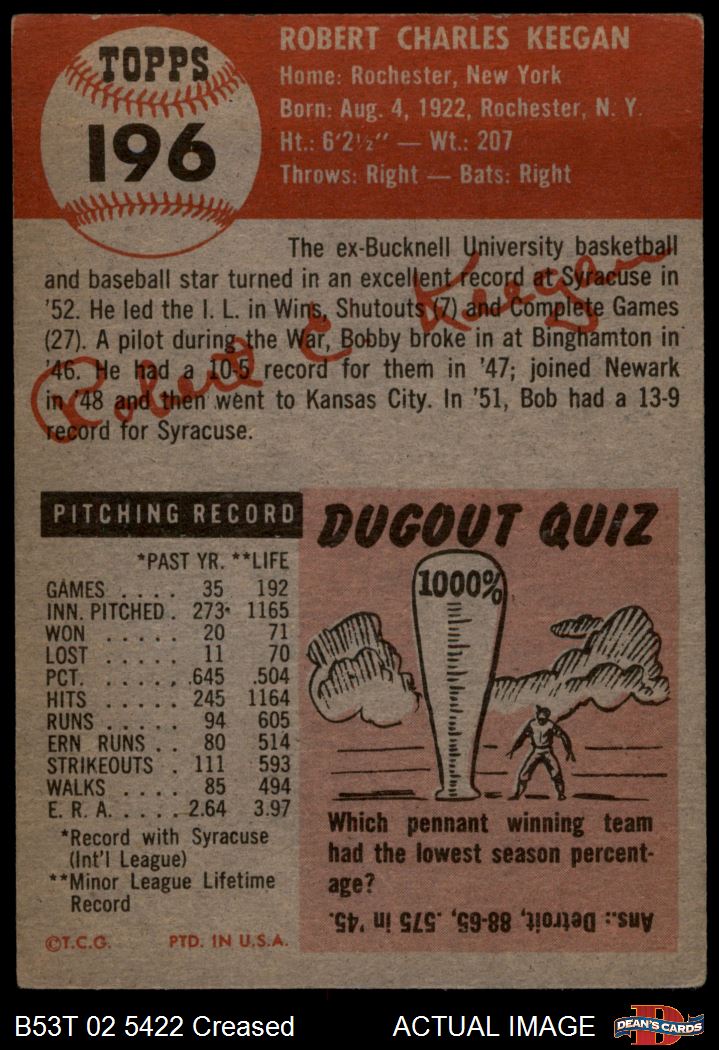 TOPPS
196
ROBERT CHARLES KEEGAN
Home: Rochester, New York
Born: Aug. 4, 1922, Rochester, N. Y.
Ht.: 6'2½" — Wt.: 207
Throws: Right — Bats: Right
The ex-Bucknell University basketball
and baseball star turned in an excellent record at Syracuse in
'52. He led the I. L. in Wins, Shutouts (7) and Complete Games
(27). A pilot during the War, Bobby broke in at Binghamton in
'46. He had a 10-5 record for them in '47; joined Newark
in '48 and then went to Kansas City. In '51, Bob had a 13-9
record for Syracuse.
Robert C. Keegan
PITCHING RECORD
*PAST YR. **LIFE
GAMES . . . . 35 192
INN. PITCHED . 273* 1165
WON . . . . . 20 71
LOST . . . . . 11 70
PCT. . . . . . .645 .504
HITS . . . . . 245 1164
RUNS . . . . . 94 605
ERN RUNS . . 80 514
STRIKEOUTS . 111 593
WALKS . . . . 85 494
E. R. A. . . . . 2.64 3.97
*Record with Syracuse
(Int'l League)
**Minor League Lifetime
Record
©T.C.G. PTD. IN U.S.A.
DUGOUT QUIZ
1000%
Which pennant winning team
had the lowest season percent-
age?
Ans.: Detroit, 88-65, .575 in '45.
B53T 02 5422 Creased ACTUAL IMAGE
DEAN'S CARDS